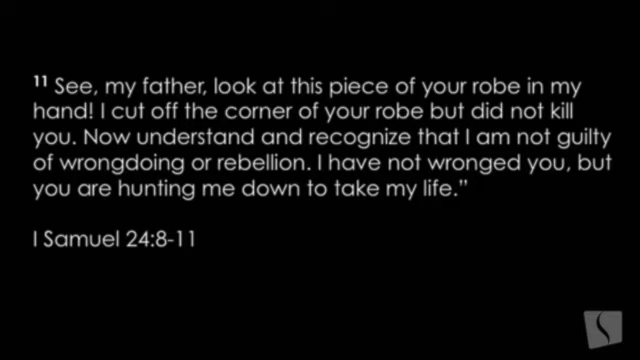 11 See, my father, look at this piece of your robe in my
hand! I cut off the corner of your robe but did not kill
you. Now understand and recognize that I am not guilty
of wrongdoing or rebellion. I have not wronged you, but
you are hunting me down to take my life.”
I Samuel 24:8-11